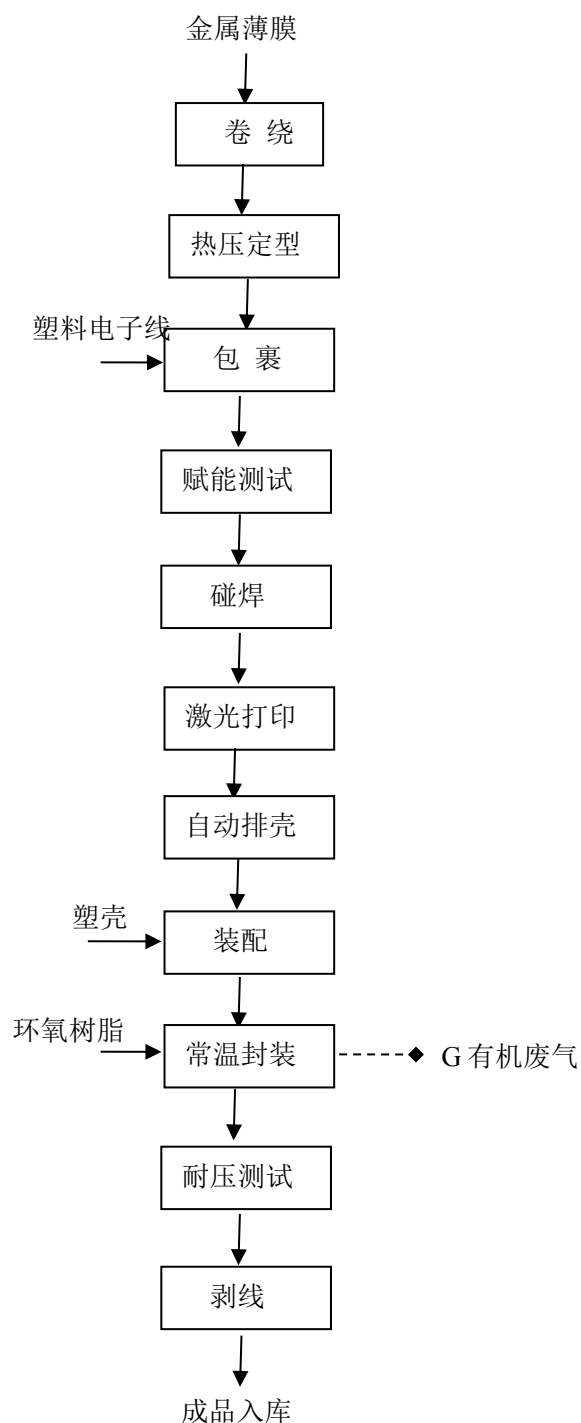 金属薄膜
卷 绕
热压定型
塑料电子线
包 裹
赋能测试
碰焊
激光打印
自动排壳
塑壳
装配
环氧树脂
常温封装
G 有机废气
耐压测试
剥线
成品入库